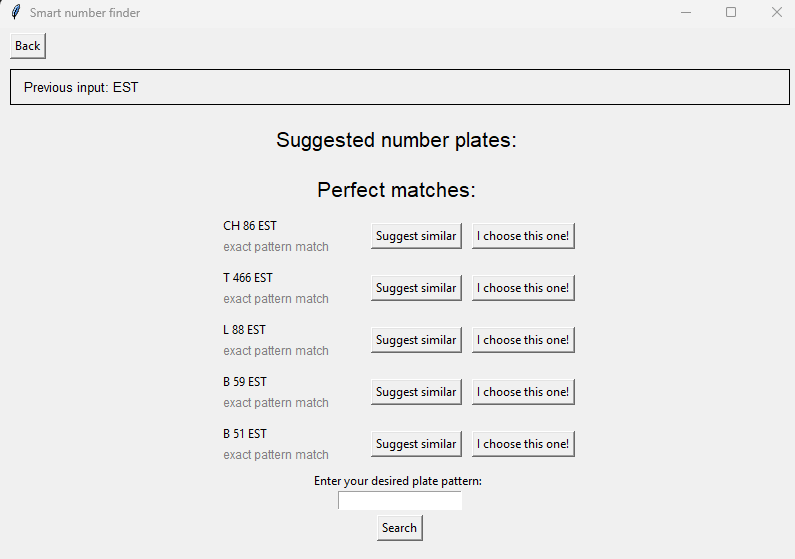 Smart number finder
Back
Previous input: EST
Suggested number plates:
Perfect matches:
CH 86 EST
exact pattern match
Suggest similar
I choose this one!
T 466 EST
exact pattern match
Suggest similar
I choose this one!
L 88 EST
exact pattern match
Suggest similar
I choose this one!
B 59 EST
exact pattern match
Suggest similar
I choose this one!
B 51 EST
exact pattern match
Suggest similar
I choose this one!
Enter your desired plate pattern:
Search